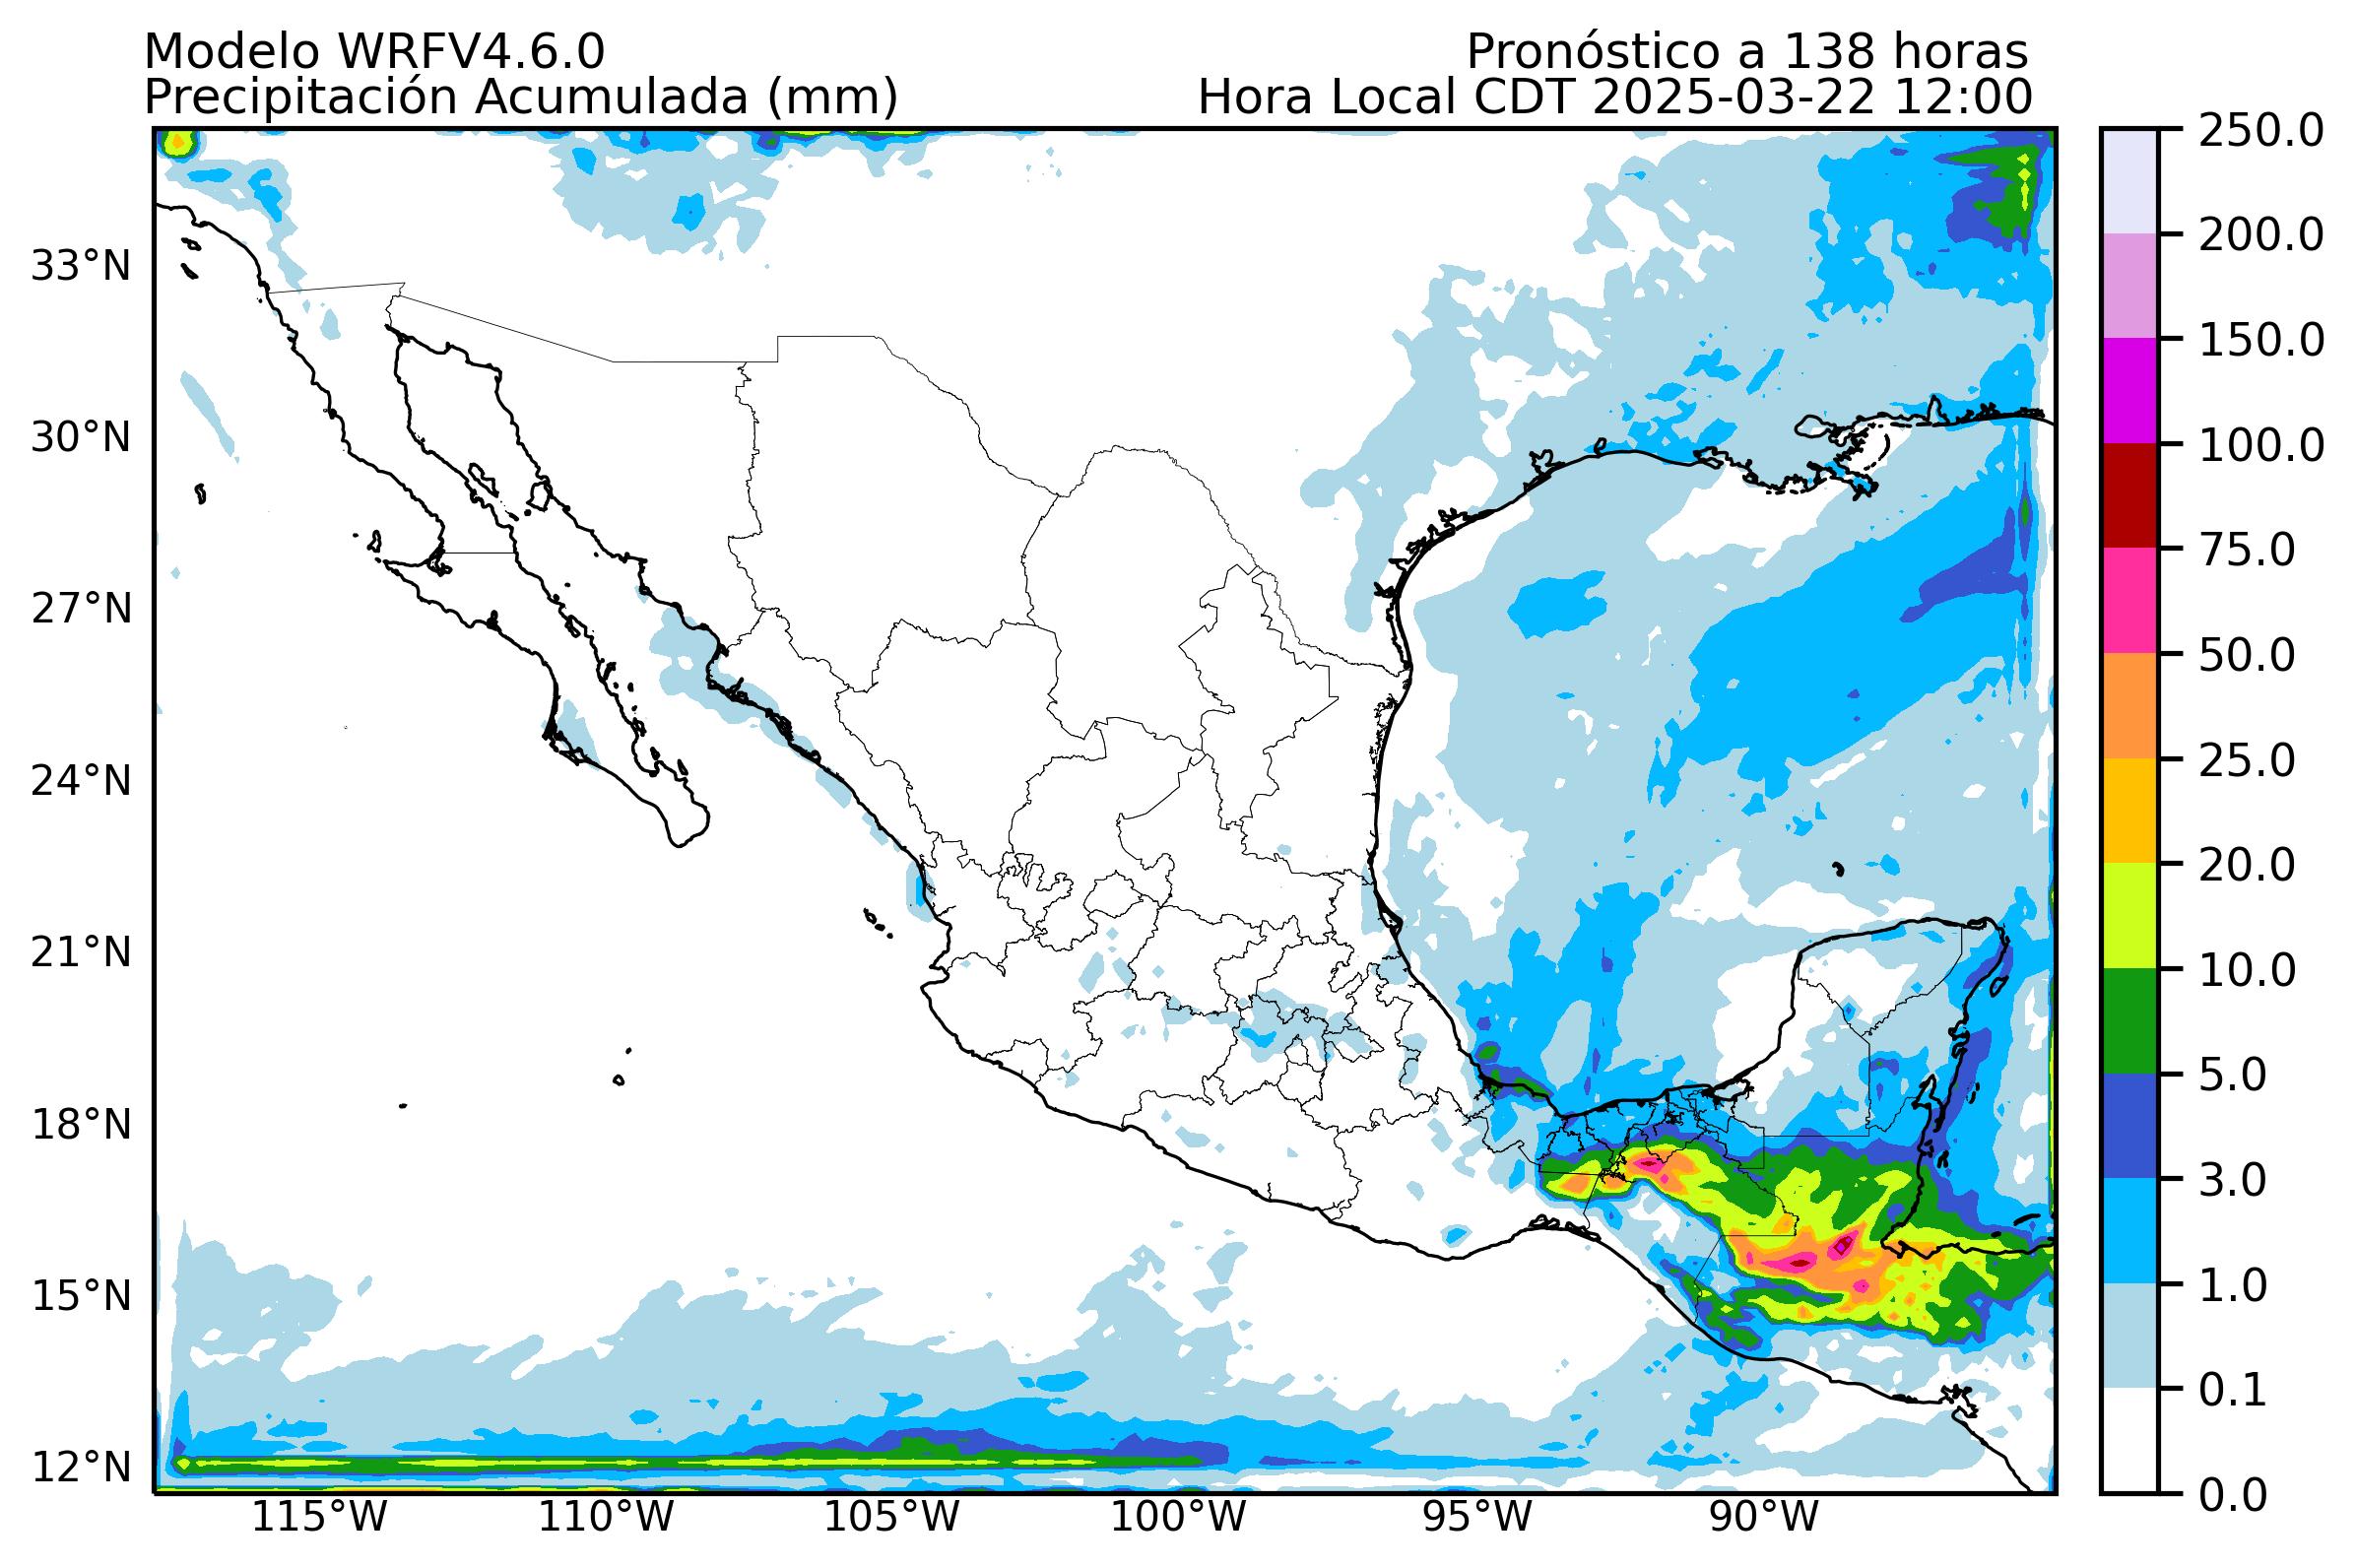 Modelo WRFV4.6.0
Pronóstico a 138 horas
Precipitación Acumulada (mm)
Hora Local CDT 2025-03-22 12:00
250.0
200.0
150.0
100.0
75.0
50.0
25.0
20.0
10.0
5.0
3.0
1.0
0.1
0.0
33°N
30°N
27°N
24°N
21°N
18°N
15°N
12°N
115°W
110°W
105°W
100°W
95°W
90°W